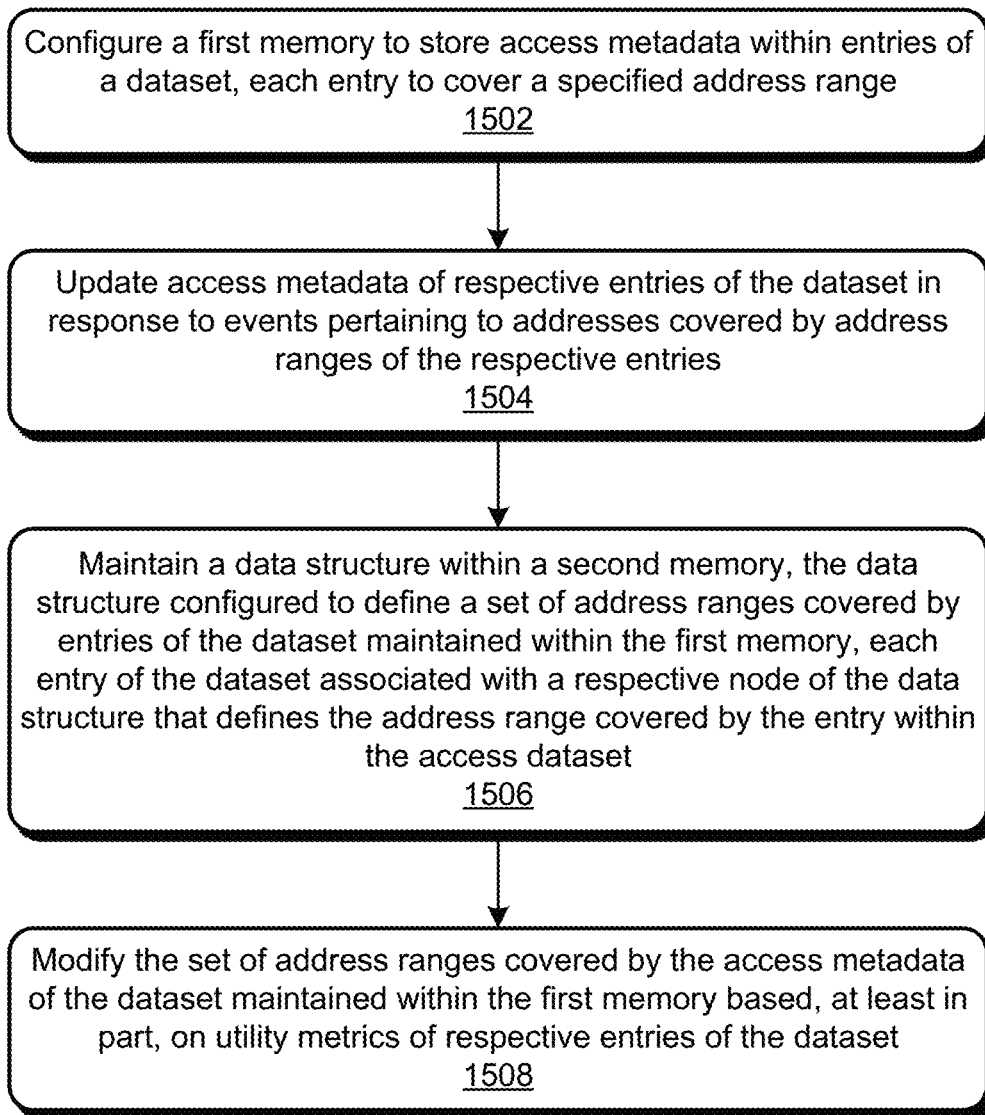 Configure a first memory to store access metadata within entries of
a dataset, each entry to cover a specified address range
1502
Update access metadata of respective entries of the dataset in
response to events pertaining to addresses covered by address
ranges of the respective entries
1504
Maintain a data structure within a second memory, the data
structure configured to define a set of address ranges covered by
entries of the dataset maintained within the first memory, each
entry of the dataset associated with a respective node of the data
structure that defines the address range covered by the entry within
the access dataset
1506
Modify the set of address ranges covered by the access metadata
of the dataset maintained within the first memory based, at least in
part, on utility metrics of respective entries of the dataset
1508